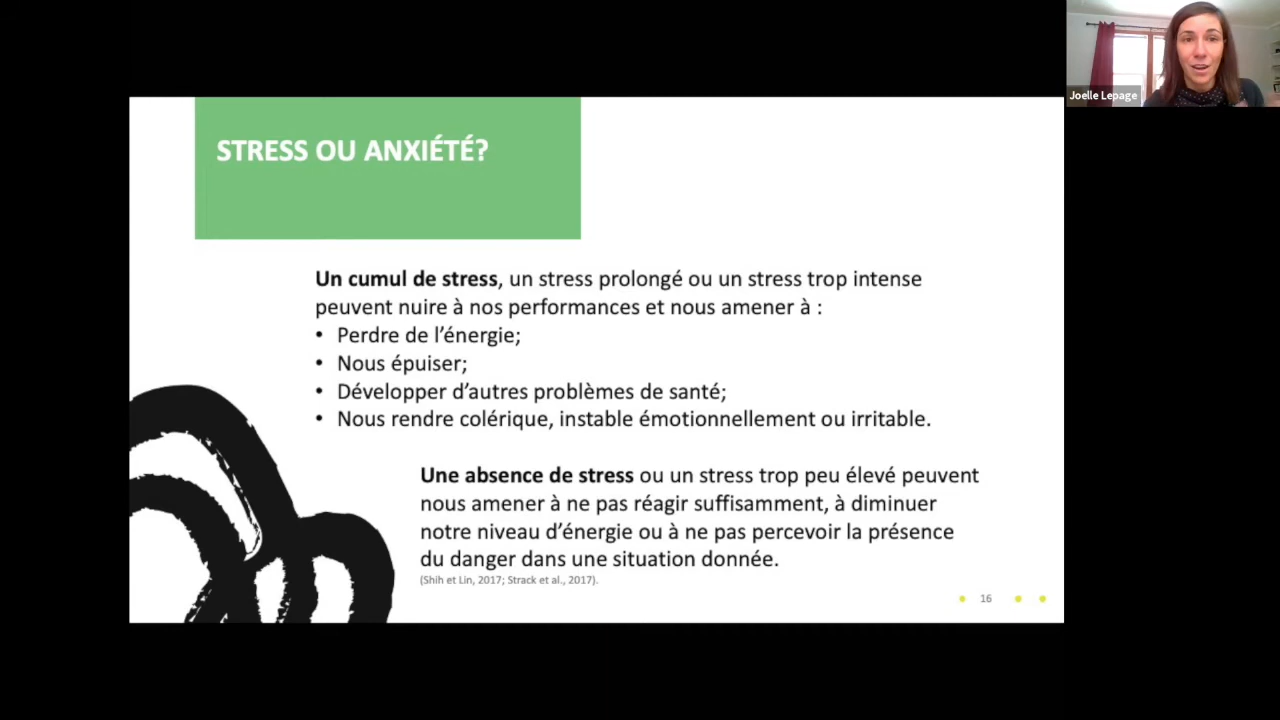 Joelle Lepage
STRESS OU ANXIÉTÉ?
Un cumul de stress, un stress prolongé ou un stress trop intense
peuvent nuire à nos performances et nous amener à :
• Perdre de l’énergie;
• Nous épuiser;
• Développer d’autres problèmes de santé;
• Nous rendre colérique, instable émotionnellement ou irritable.
Une absence de stress ou un stress trop peu élevé peuvent
nous amener à ne pas réagir suffisamment, à diminuer
notre niveau d’énergie ou à ne pas percevoir la présence
du danger dans une situation donnée.
(Shih et Lin, 2017; Strack et al., 2017).
16